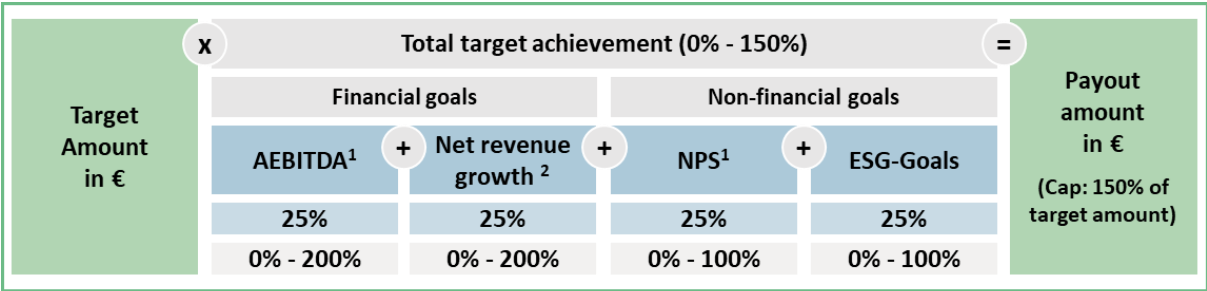 x
Total target achievement (0% - 150%)
=
Target
Amount
in €
Financial goals
Non-financial goals
AEBITDA¹
+
Net revenue
growth ²
+
NPS¹
+
ESG-Goals
25%
25%
25%
25%
0% - 200%
0% - 200%
0% - 100%
0% - 100%
Payout
amount
in €
(Cap: 150% of
target amount)